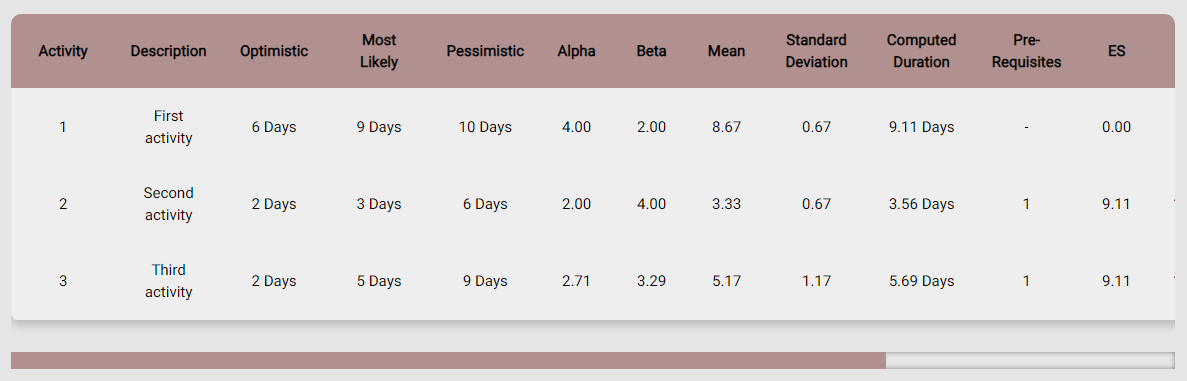 Activity Description Optimistic Most Likely Pessimistic Alpha Beta Mean Standard Deviation Computed Duration Pre-Requisites ES
1 First activity 6 Days 9 Days 10 Days 4.00 2.00 8.67 0.67 9.11 Days - 0.00
2 Second activity 2 Days 3 Days 6 Days 2.00 4.00 3.33 0.67 3.56 Days 1 9.11
3 Third activity 2 Days 5 Days 9 Days 2.71 3.29 5.17 1.17 5.69 Days 1 9.11